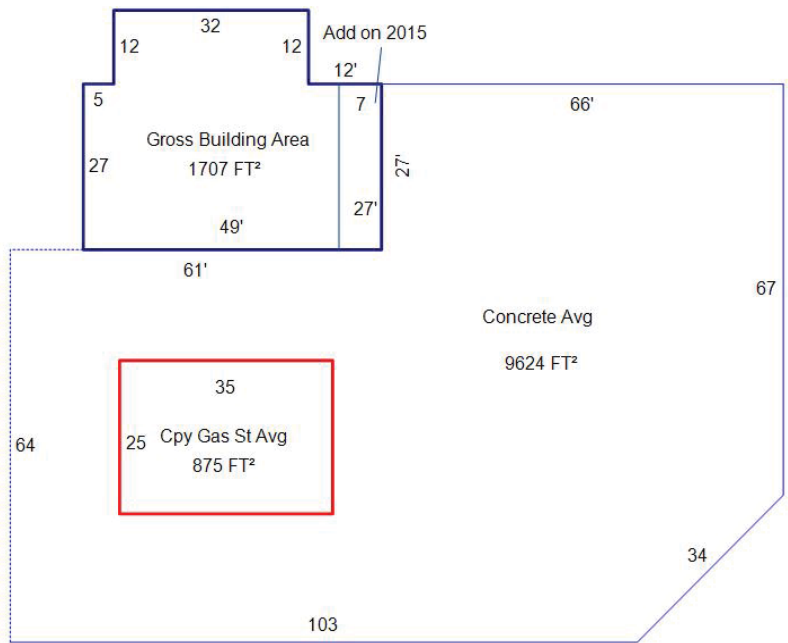 32
Add on 2015
12
12
12'
5
7
66'
Gross Building Area
1707 FT²
27
27'
27'
49'
61'
67
Concrete Avg
9624 FT²
35
64
25
Cpy Gas St Avg
875 FT²
34
103